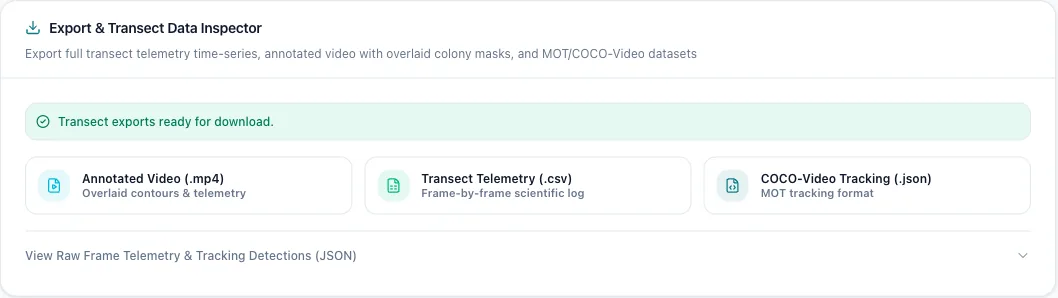 Export & Transect Data Inspector
Export full transect telemetry time-series, annotated video with overlaid colony masks, and MOT/COCO-Video datasets
Transect exports ready for download.
Annotated Video (.mp4)
Overlaid contours & telemetry
Transect Telemetry (.csv)
Frame-by-frame scientific log
COCO-Video Tracking (.json)
MOT tracking format
View Raw Frame Telemetry & Tracking Detections (JSON)